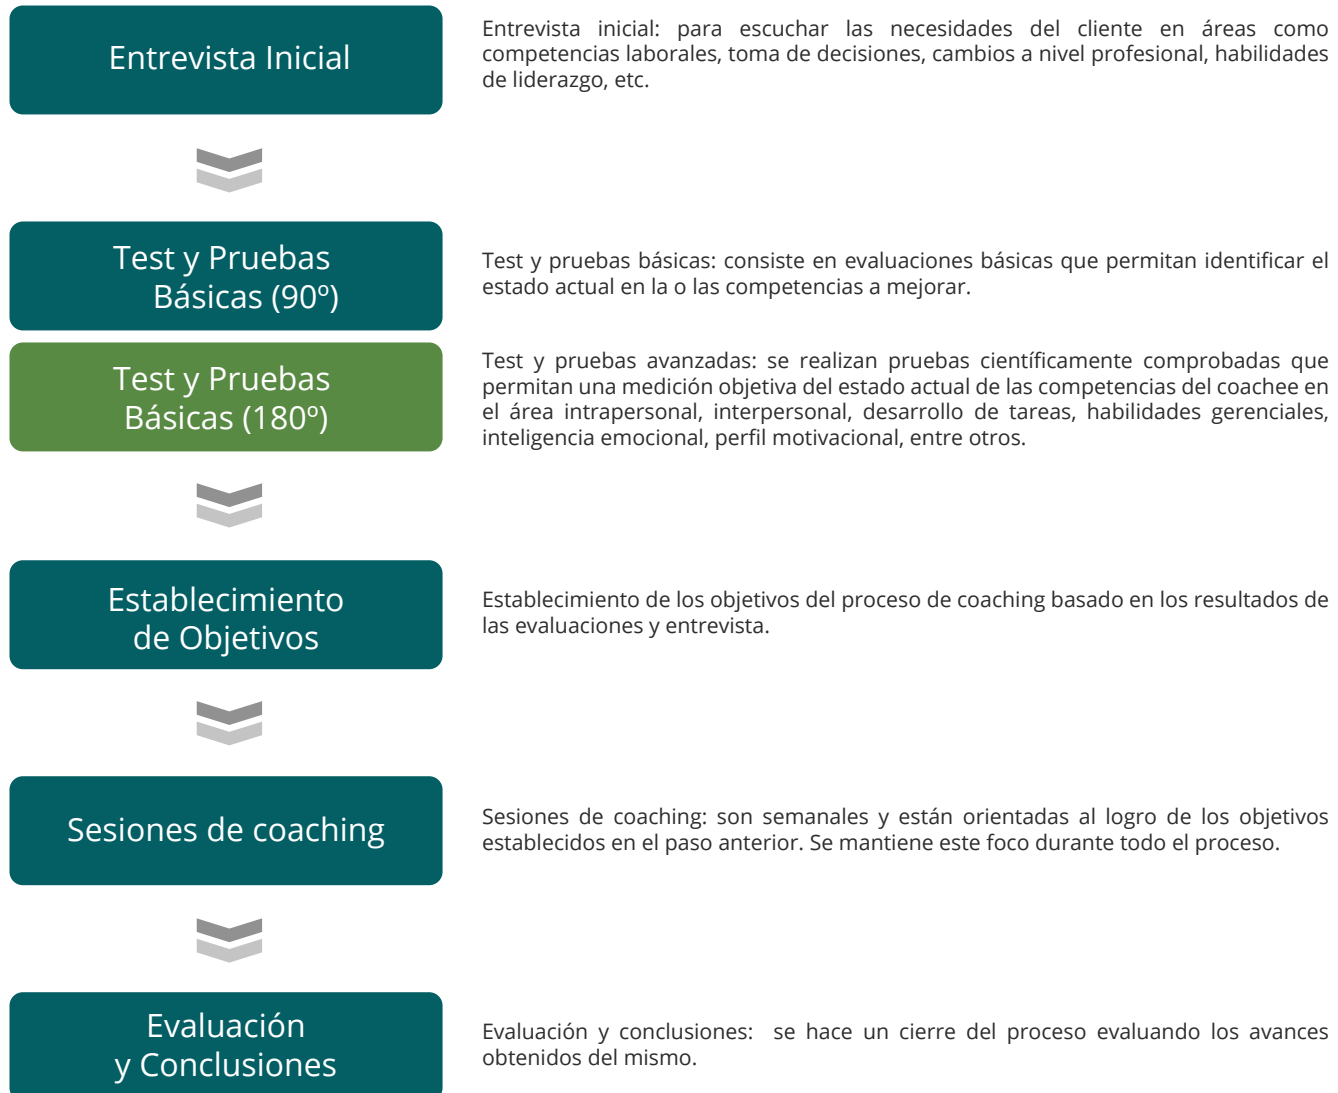 Entrevista Inicial
Entrevista inicial: para escuchar las necesidades del cliente en áreas como
competencias laborales, toma de decisiones, cambios a nivel profesional, habilidades
de liderazgo, etc.
Test y Pruebas
Básicas (90º)
Test y pruebas básicas: consiste en evaluaciones básicas que permitan identificar el
estado actual en la o las competencias a mejorar.
Test y Pruebas
Básicas (180º)
Test y pruebas avanzadas: se realizan pruebas científicamente comprobadas que
permitan una medición objetiva del estado actual de las competencias del coachee en
el área intrapersonal, interpersonal, desarrollo de tareas, habilidades gerenciales,
inteligencia emocional, perfil motivacional, entre otros.
Establecimiento
de Objetivos
Establecimiento de los objetivos del proceso de coaching basado en los resultados de
las evaluaciones y entrevista.
Sesiones de coaching
Sesiones de coaching: son semanales y están orientadas al logro de los objetivos
establecidos en el paso anterior. Se mantiene este foco durante todo el proceso.
Evaluación
y Conclusiones
Evaluación y conclusiones: se hace un cierre del proceso evaluando los avances
obtenidos del mismo.